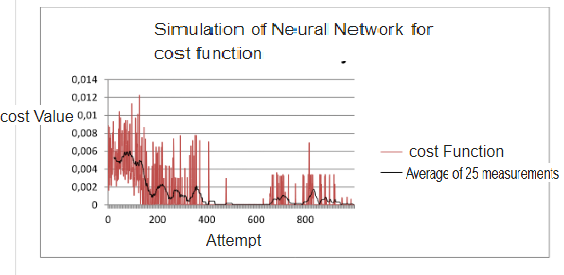 Simulation of Neural Network for
cost function
0,014
0,012
cost Value 0,01
0,008
0,006
0,004
0,002
0
0 200 400 600 800
Attempt
cost Function
Average of 25 measurements